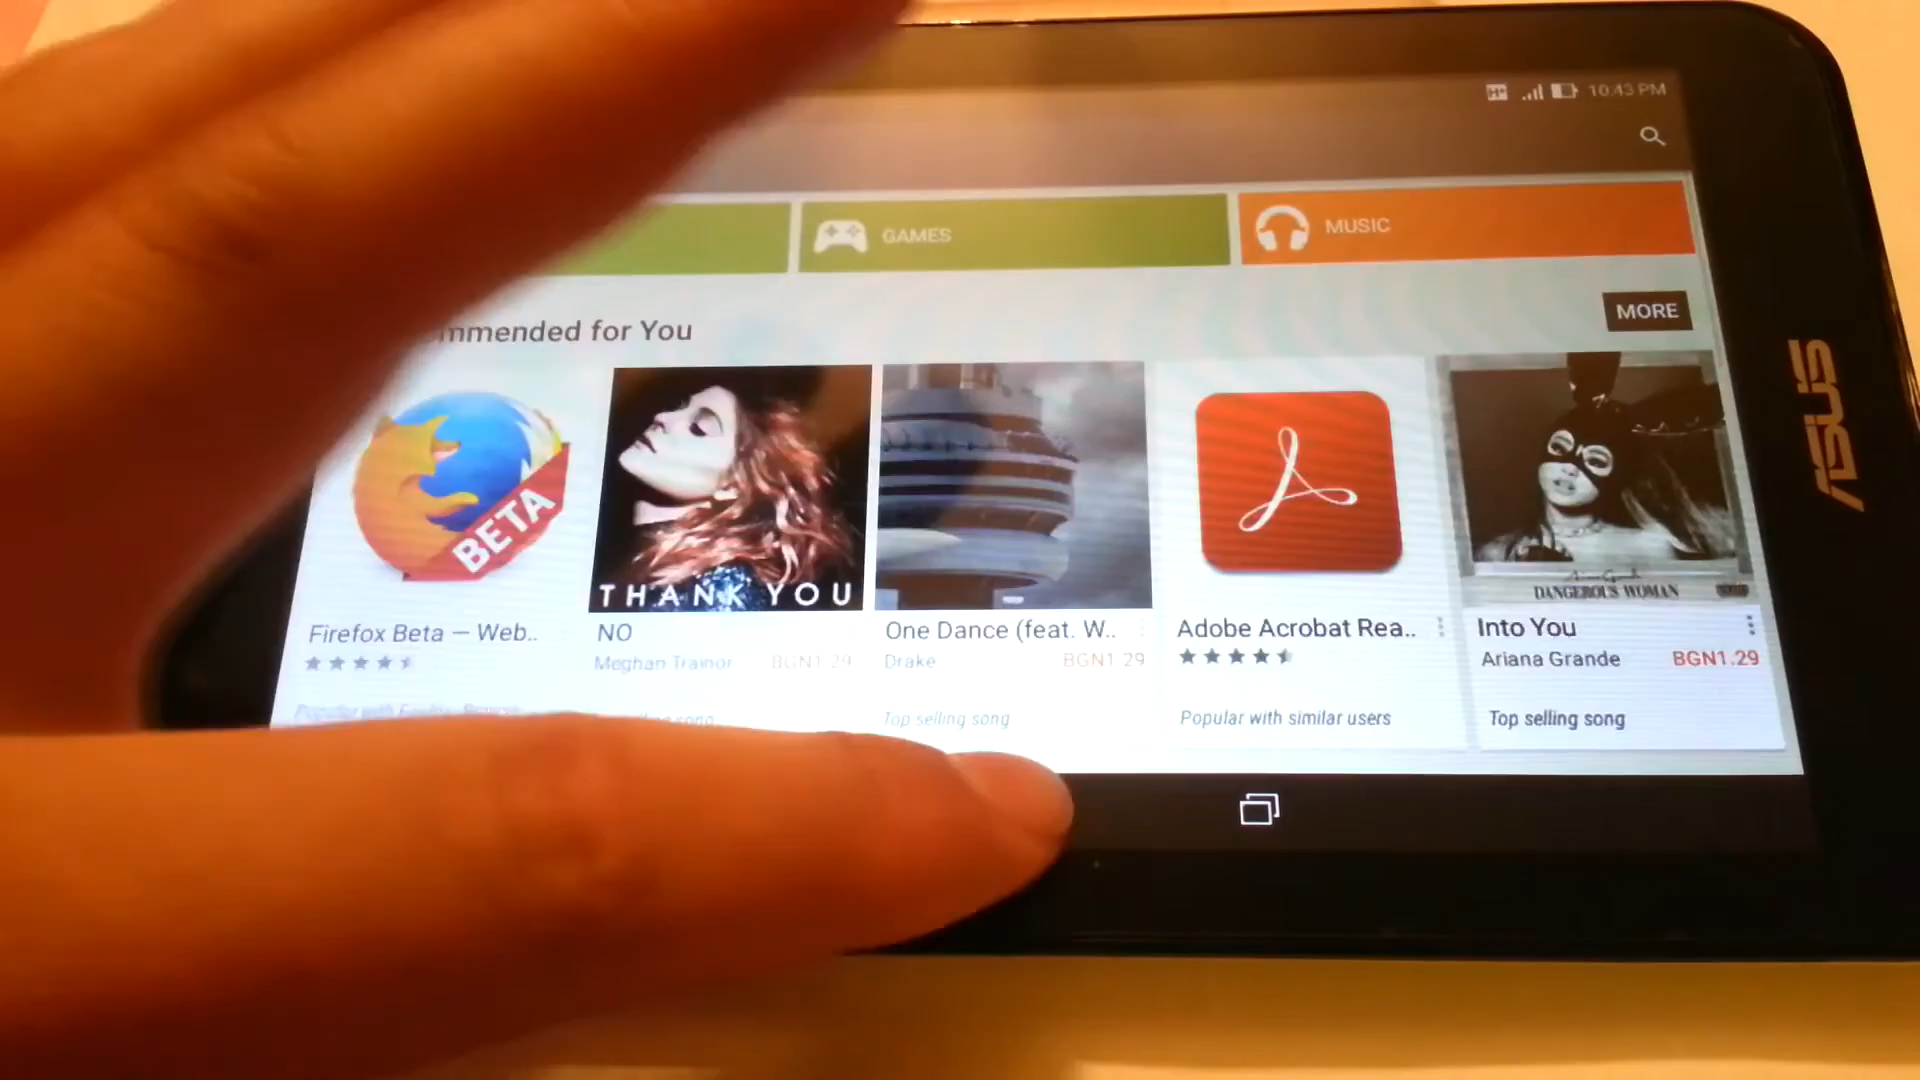 10:43 PM
GAMES
MUSIC
mmended for You
MORE
ASUS
BETA
THANK YOU
DANGEROUS WOMAN
Firefox Beta — Web..
NO
Meghan Trainor BGN1.29
One Dance (feat. W..
Drake BGN1.29
Adobe Acrobat Rea..
Into You
Ariana Grande BGN1.29
Top selling song
Popular with similar users
Top selling song